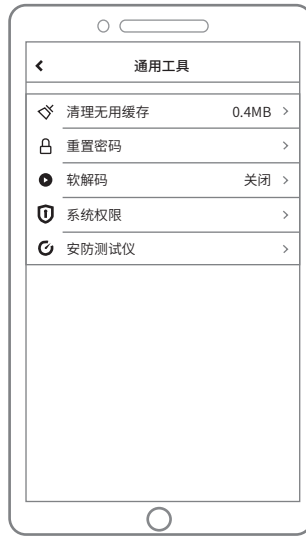 通用工具
清理无用缓存 0.4MB
重置密码
软解码 关闭
系统权限
安防测试仪